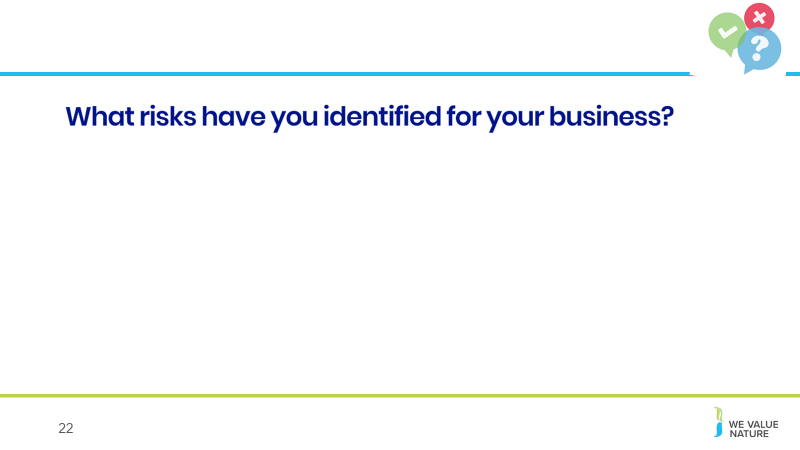 What risks have you identified for your business?
22
WE VALUE
NATURE